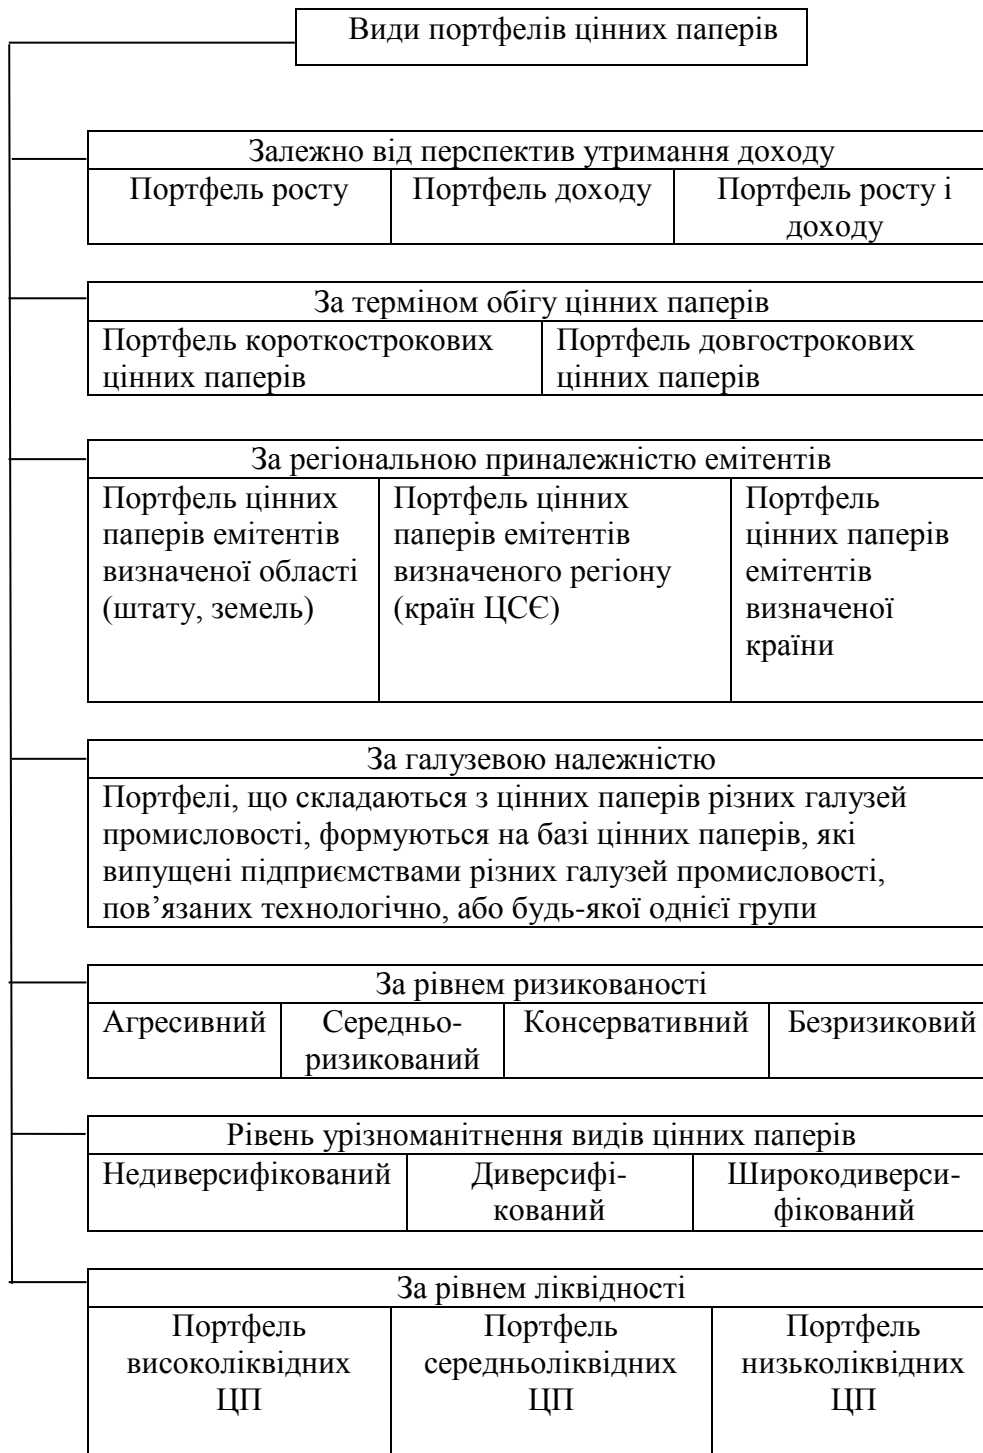 Види портфелів цінних паперів
Залежно від перспектив утримання доходу
Портфель росту
Портфель доходу
Портфель росту і
доходу
За терміном обігу цінних паперів
Портфель короткострокових
цінних паперів
Портфель довгострокових
цінних паперів
За регіональною приналежністю емітентів
Портфель цінних
паперів емітентів
визначеної області
(штату, земель)
Портфель цінних
паперів емітентів
визначеного регіону
(країн ЦСЄ)
Портфель
цінних паперів
емітентів
визначеної
країни
За галузевою належністю
Портфелі, що складаються з цінних паперів різних галузей
промисловості, формуються на базі цінних паперів, які
випущені підприємствами різних галузей промисловості,
пов’язаних технологічно, або будь-якої однієї групи
За рівнем ризикованості
Агресивний
Середньо-
ризикований
Консервативний
Безризиковий
Рівень урізноманітнення видів цінних паперів
Недиверсифікований
Диверсифі-
кований
Широкодиверси-
фікований
За рівнем ліквідності
Портфель
високоліквідних
ЦП
Портфель
середньоліквідних
ЦП
Портфель
низьколіквідних
ЦП